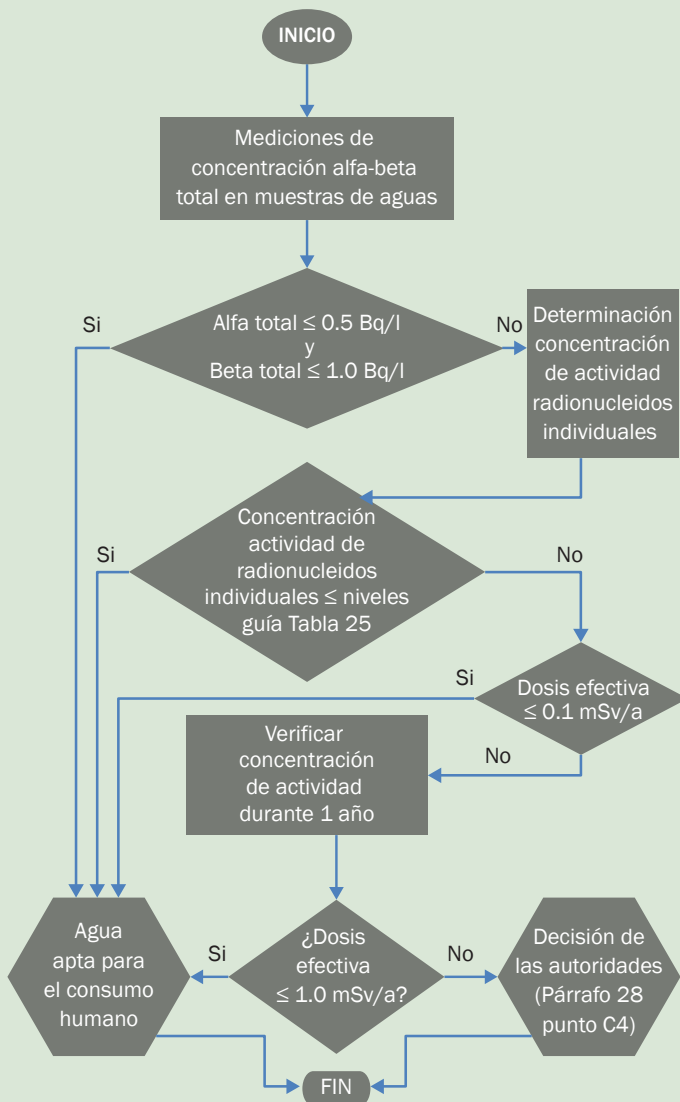 INICIO
Mediciones de
concentración alfa-beta
total en muestras de aguas
Si
Alfa total ≤ 0.5 Bq/l
y
Beta total ≤ 1.0 Bq/l
No
Determinación
concentración
de actividad
radionucleidos
individuales
Si
Concentración
actividad de
radionucleidos
individuales ≤ niveles
guía Tabla 25
No
Si
Dosis efectiva
≤ 0.1 mSv/a
No
Verificar
concentración
de actividad
durante 1 año
Agua
apta para
el consumo
humano
Si
¿Dosis
efectiva
≤ 1.0 mSv/a?
No
Decisión de
las autoridades
(Párrafo 28
punto C4)
FIN